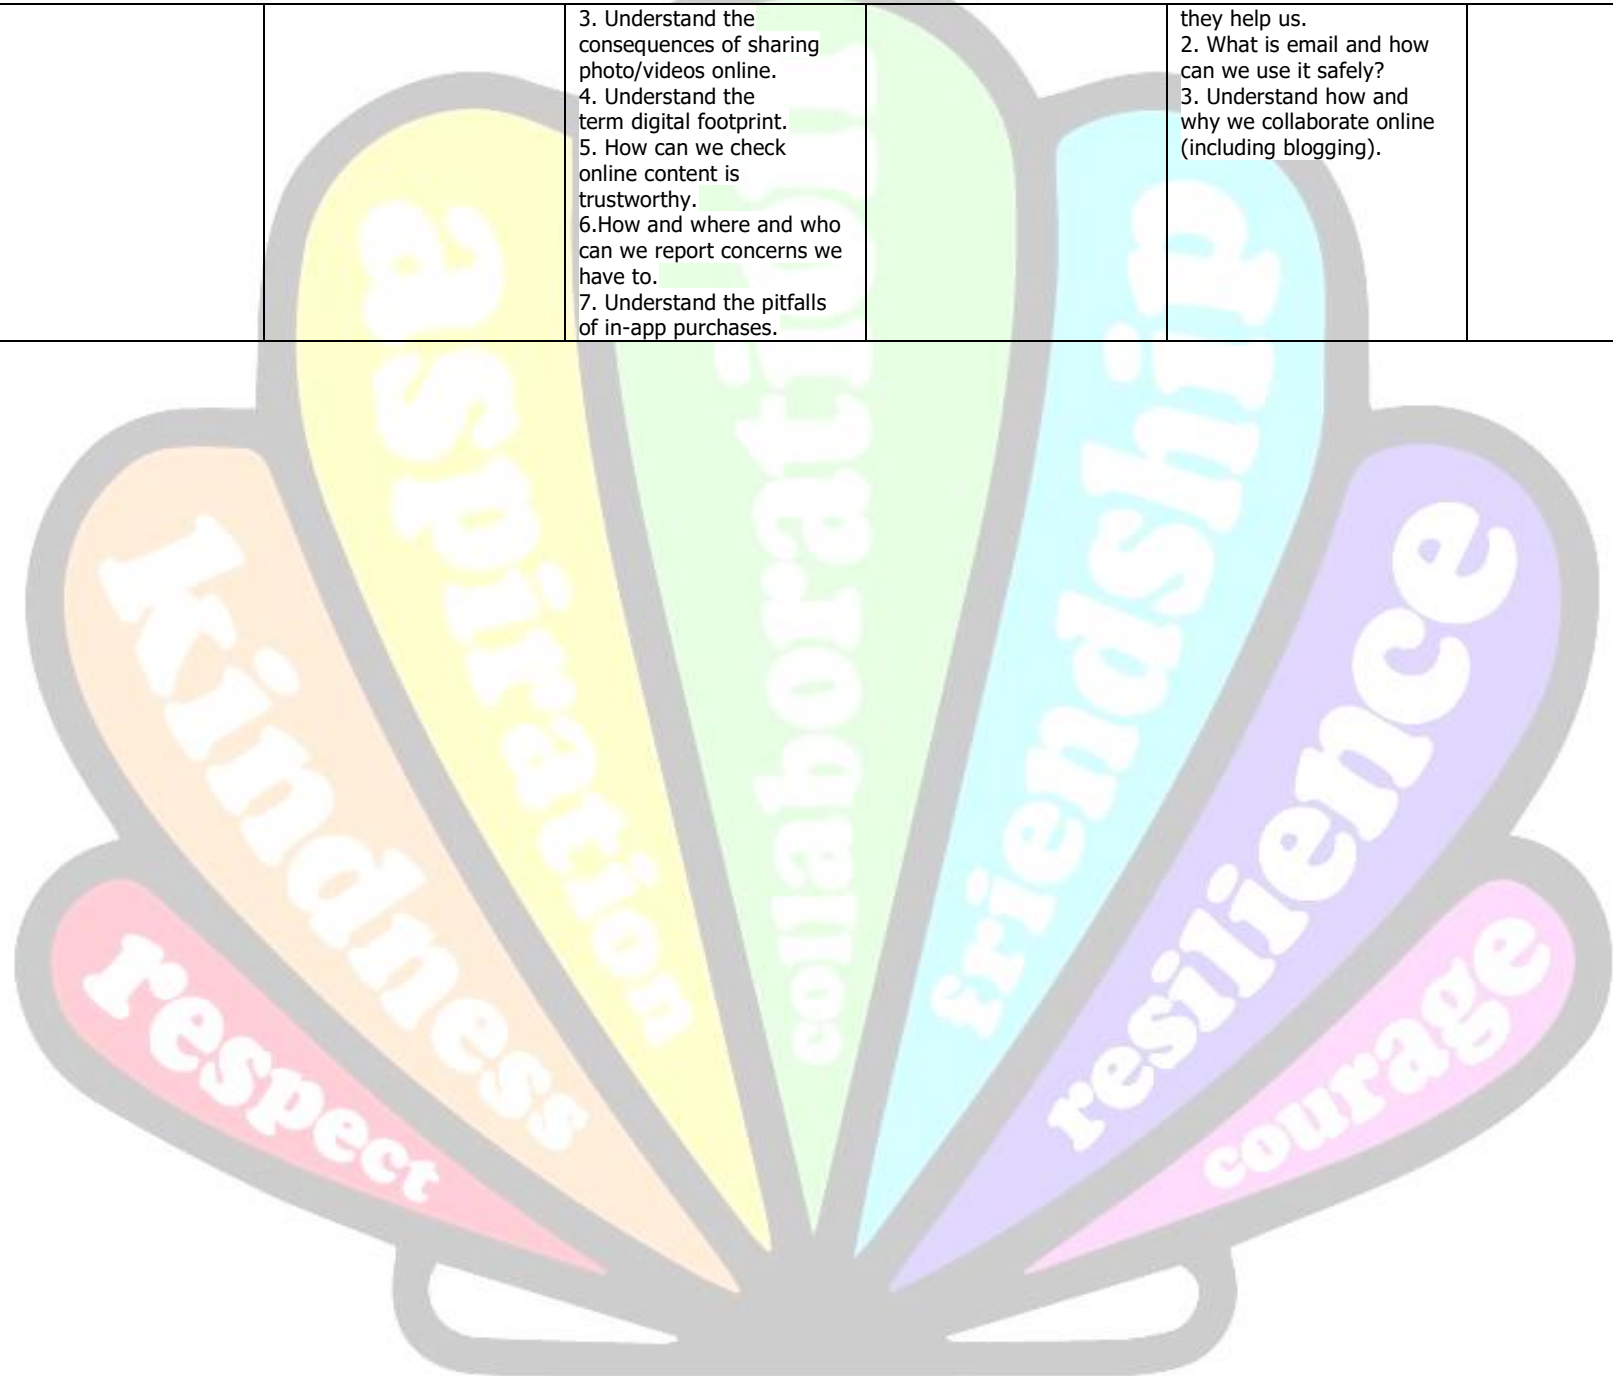 3. Understand the
consequences of sharing
photo/videos online.
4. Understand the
term digital footprint.
5. How can we check
online content is
trustworthy.
6.How and where and who
can we report concerns we
have to.
7. Understand the pitfalls
of in-app purchases.
they help us.
2. What is email and how
can we use it safely?
3. Understand how and
why we collaborate online
(including blogging).
respect
kindness
aspiration
collaboration
friendship
resilience
courage